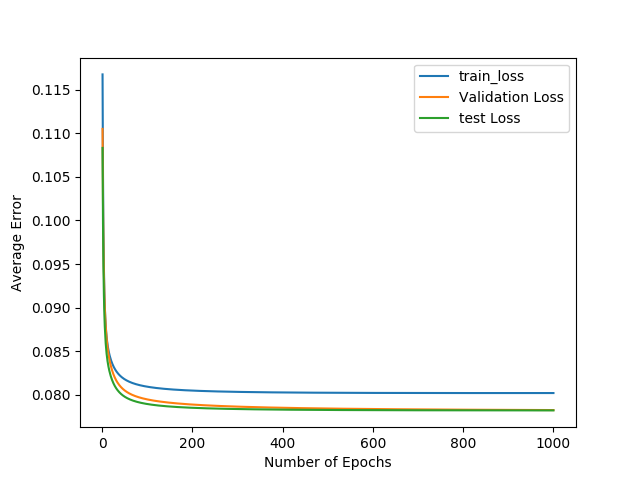 train_loss
Validation Loss
test Loss
0.115
0.110
0.105
0.100
0.095
0.090
0.085
0.080
Average Error
0 200 400 600 800 1000
Number of Epochs